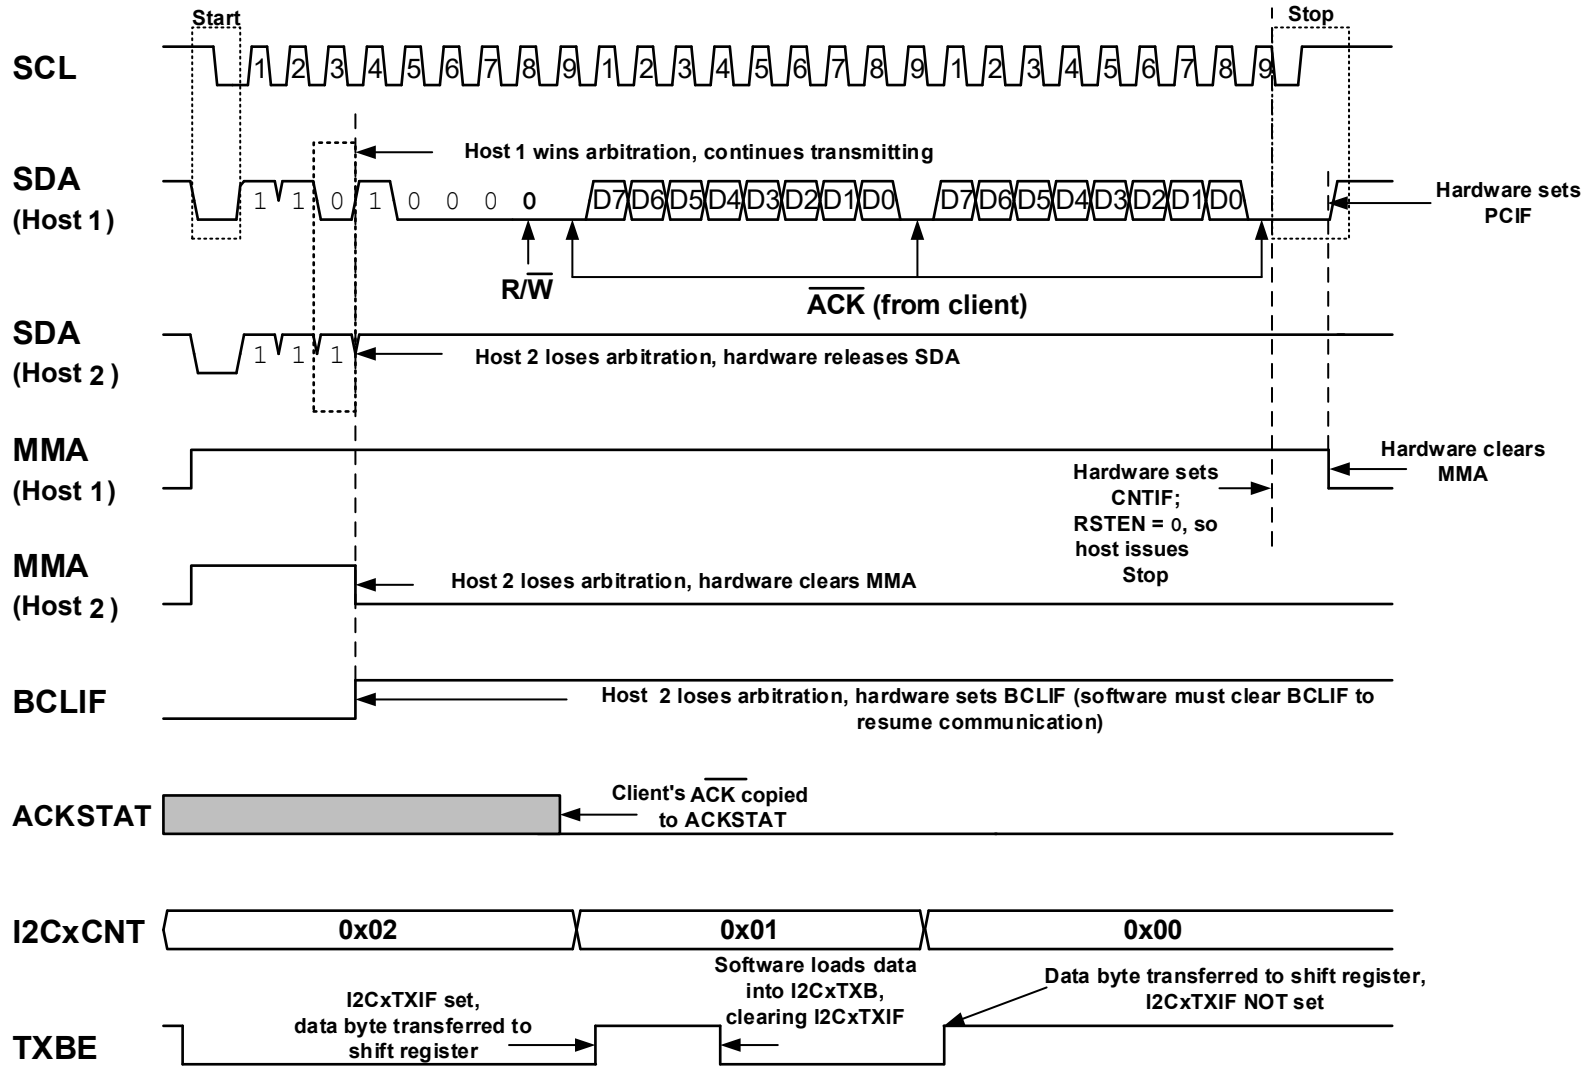 Start
Stop
SCL
1 2 3 4 5 6 7 8 9 1 2 3 4 5 6 7 8 9 1 2 3 4 5 6 7 8 9
Host 1 wins arbitration, continues transmitting
SDA
(Host 1)
1 1 0 1 0 0 0 0 D7 D6 D5 D4 D3 D2 D1 D0 D7 D6 D5 D4 D3 D2 D1 D0
Hardware sets
PCIF
R/W
ACK (from client)
SDA
(Host 2 )
1 1 1
Host 2 loses arbitration, hardware releases SDA
MMA
(Host 1)
Hardware clears
MMA
Hardware sets
CNTIF;
RSTEN = 0, so
host issues
Stop
MMA
(Host 2 )
Host 2 loses arbitration, hardware clears MMA
BCLIF
Host 2 loses arbitration, hardware sets BCLIF (software must clear BCLIF to
resume communication)
ACKSTAT
Client's ACK copied
to ACKSTAT
I2CxCNT
0x02 0x01 0x00
Software loads data
into I2CxTXB,
clearing I2CxTXIF
Data byte transferred to shift register,
I2CxTXIF NOT set
I2CxTXIF set,
data byte transferred to
shift register
TXBE